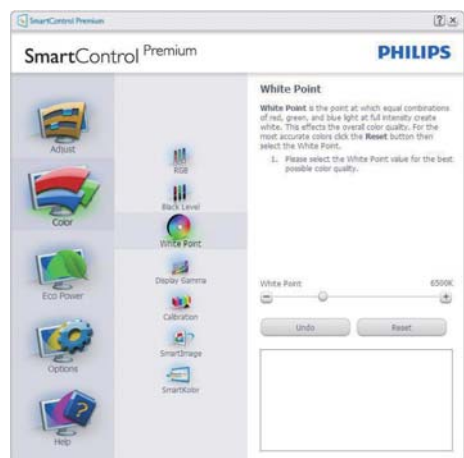 SmartControl Premium
SmartControl Premium
PHILIPS
Adjust
Color
Eco Power
Options
Help
RGB
Black Level
White Point
Display Gamma
Calibration
SmartImage
SmartKolor
White Point
White Point is the point at which equal combinations
of red, green, and blue light at full intensity create
white. This effects the overall color quality. For the
most accurate colors click the Reset button then
select the White Point.
1. Please select the White Point value for the best
possible color quality.
White Point 6500K
Undo Reset